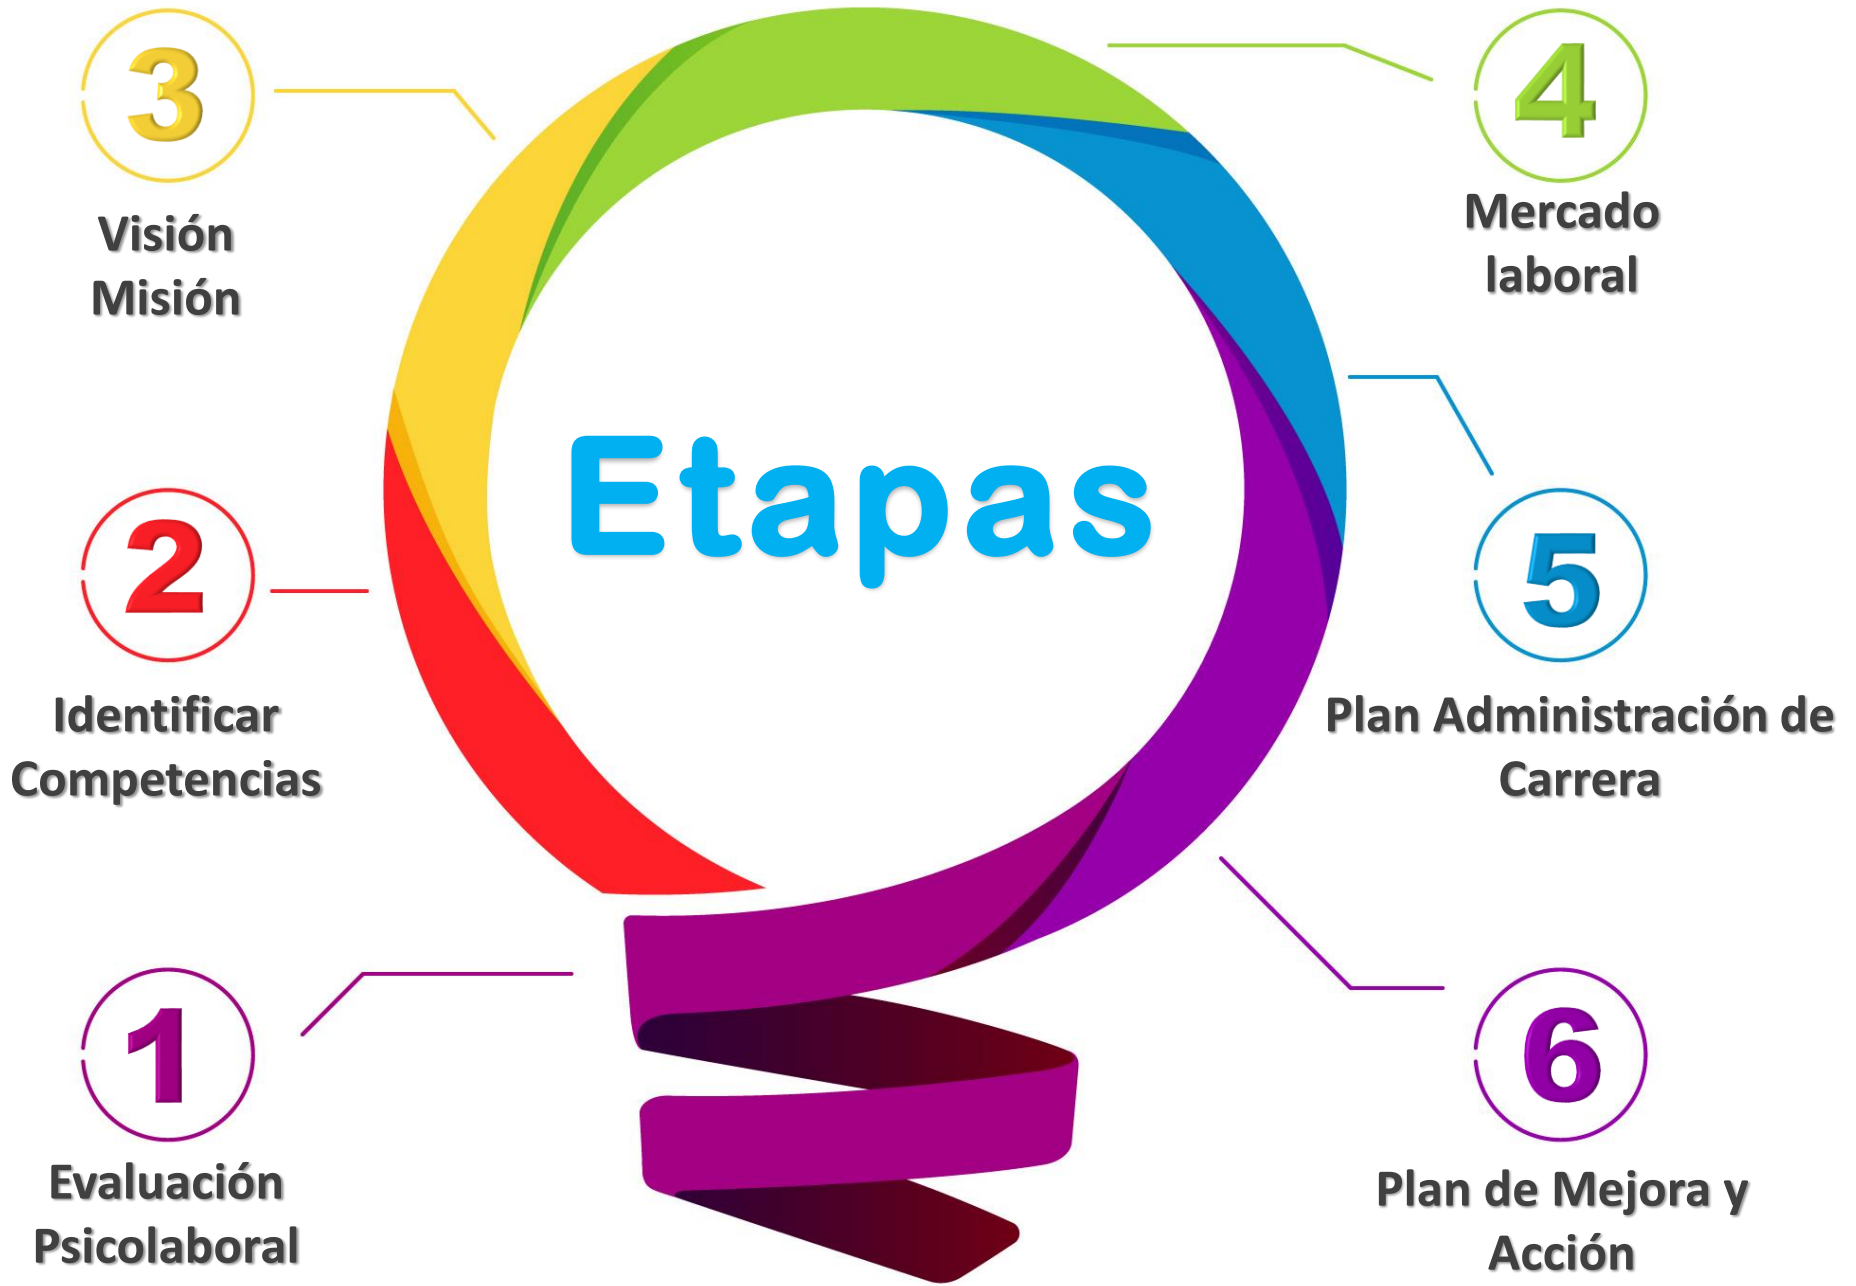 3
Visión
Misión
4
Mercado
laboral
Etapas
2
Identificar
Competencias
5
Plan Administración de
Carrera
1
Evaluación
Psicolaboral
6
Plan de Mejora y
Acción